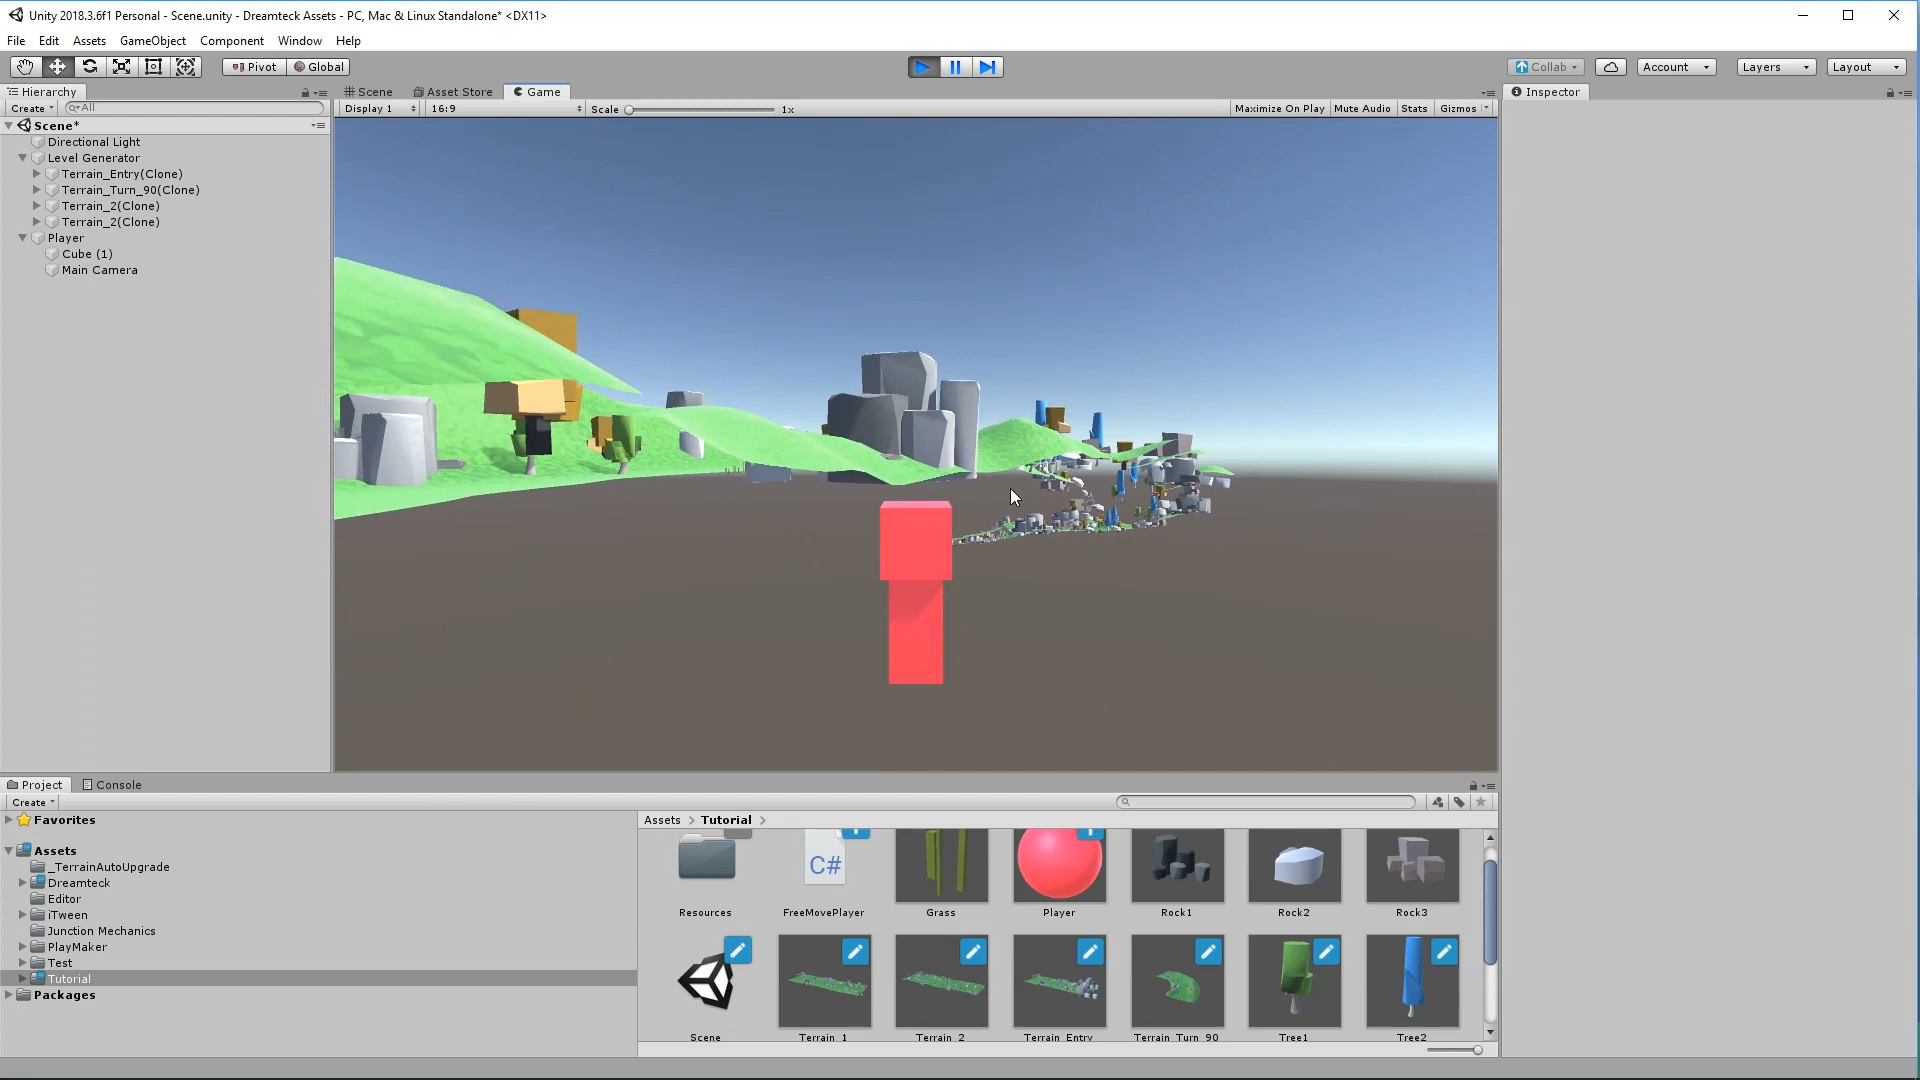 Unity 2018.3.6f1 Personal - Scene.unity - Dreamteck Assets - PC, Mac & Linux Standalone* <DX11>
File Edit Assets GameObject Component Window Help
Pivot Global Collab Account Layers Layout
Hierarchy Scene Asset Store Game Inspector
Create All Display 1 16:9 Scale 1x Maximize On Play Mute Audio Stats Gizmos
Scene*
Directional Light
Level Generator
Terrain_Entry(Clone)
Terrain_Turn_90(Clone)
Terrain_2(Clone)
Terrain_2(Clone)
Player
Cube (1)
Main Camera
Project Console
Create
Favorites
Assets
_TerrainAutoUpgrade
Dreamteck
Editor
iTween
Junction Mechanics
PlayMaker
Test
Tutorial
Packages
Assets > Tutorial >
C#
Resources FreeMovePlayer Grass Player Rock1 Rock2 Rock3
Scene Terrain_1 Terrain_2 Terrain_Entry Terrain_Turn_90 Tree1 Tree2